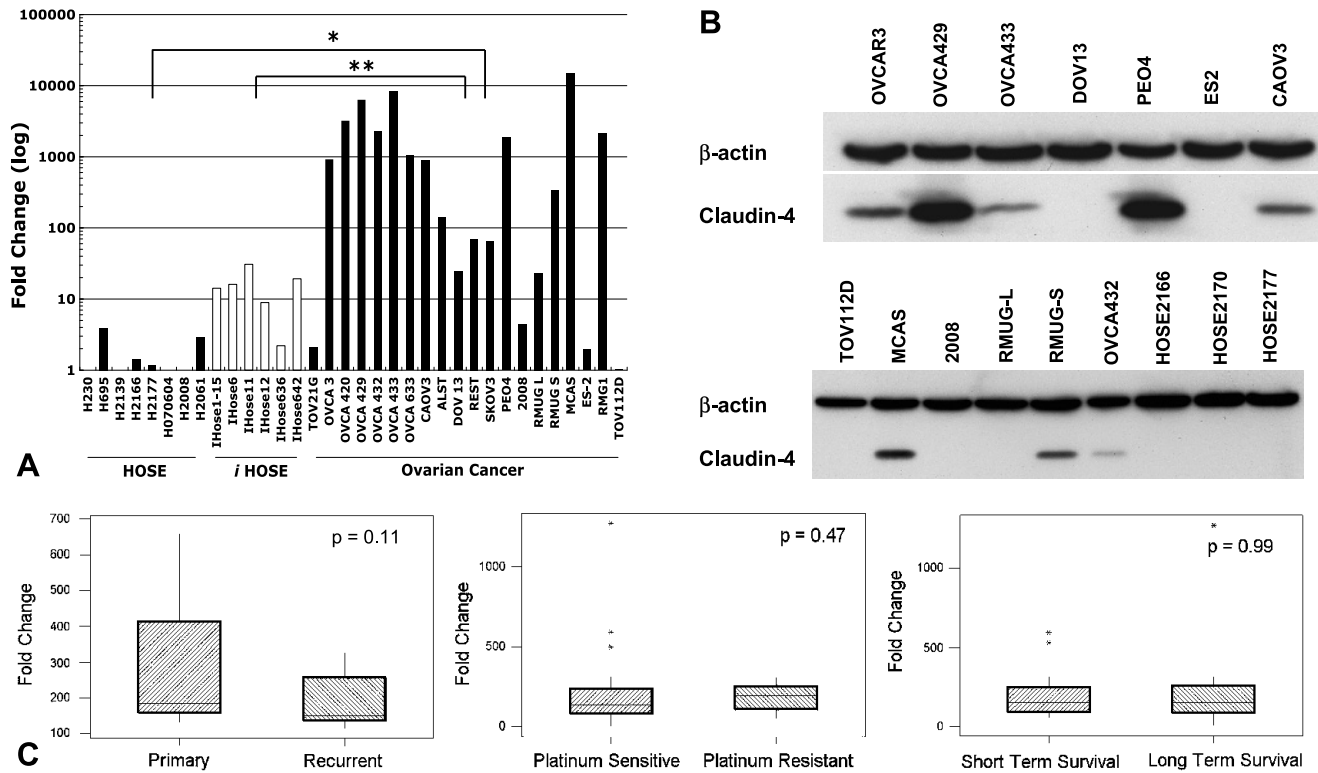 *
**
Fold Change (log)
100000
10000
1000
100
10
1
H230
H695
H2139
H2166
H2177
H070604
H2008
H2061
IHose1-15
IHose6
IHose11
IHose12
IHose636
IHose642
TOV21G
OVCA 3
OVCA 420
OVCA 429
OVCA 432
OVCA 433
OVCA 633
CAOV3
ALST
DOV 13
REST
SKOV3
PEO4
2008
RMUG L
RMUG S
MCAS
ES-2
RMG1
TOV112D
HOSE
i HOSE
Ovarian Cancer
A
B
OVCAR3
OVCA429
OVCA433
DOV13
PEO4
ES2
CAOV3
β-actin
Claudin-4
TOV112D
MCAS
2008
RMUG-L
RMUG-S
OVCA432
HOSE2166
HOSE2170
HOSE2177
β-actin
Claudin-4
C
Fold Change
700
600
500
400
300
200
100
p = 0.11
Primary
Recurrent
Fold Change
1000
500
0
p = 0.47
Platinum Sensitive
Platinum Resistant
Fold Change
1000
500
0
p = 0.99
Short Term Survival
Long Term Survival